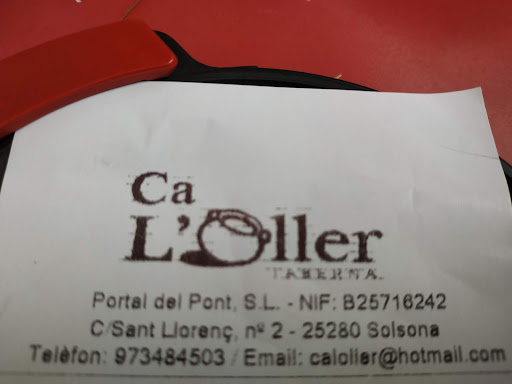 Ca
L'Oller
TABERNA
Portal del Pont, S.L. - NIF: B25716242
C/Sant Llorenç, nº 2 - 25280 Solsona
Telèfon: 973484503 / Email: caloller@hotmail.com